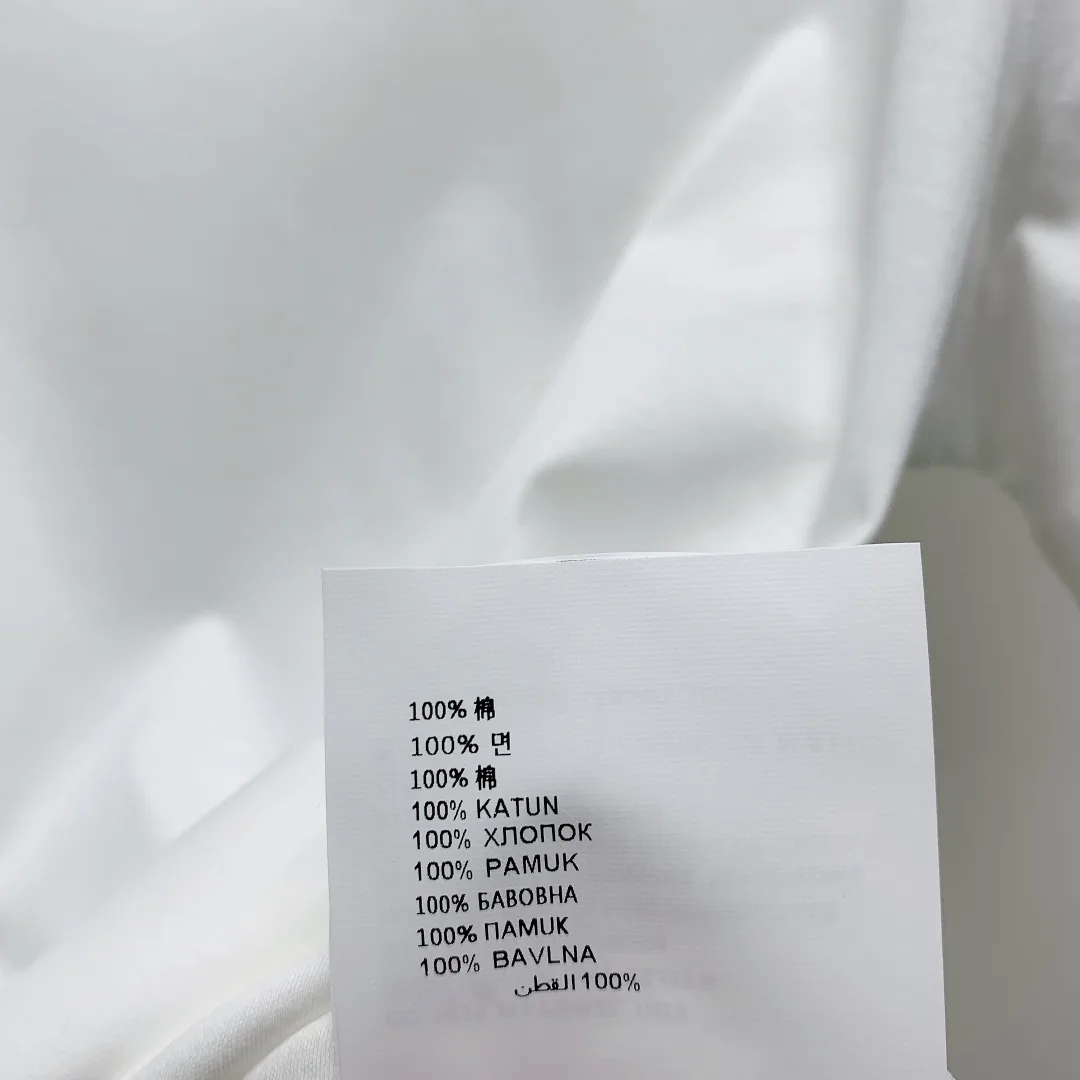 100% 棉
100% 면
100% 棉
100% KATUN
100% ХЛОПОК
100% PAMUK
100% БАВОВНА
100% ПАМУК
100% BAVLNA
100% القطن